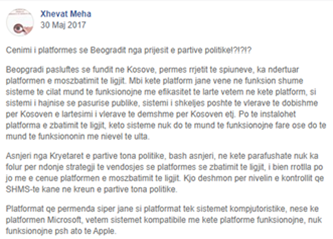 Xhevat Meha
30 Maj 2017
Cenimi i platformes se Beogradit nga prijesit e partive politike!?!?!?
Beopgradi pasluftes se fundit ne Kosove, permes rrjetit te spiuneve, ka ndertuar
platformen e moszbatimit te ligjit. Mbi kete platform jane vene ne funksion shume
sisteme te cilat mund te funksionojne me efikasitet te larte vetem ne kete platform, si
sistemi i hajnise se pasurise publike, sistemi i shkeljes poshte te vlerave te dobishme
per Kosoven e lartesimi i vlerave te demshme per Kosoven etj. Po te instalohet
platforma e zbatimit te ligjit, keto sisteme nuk do te mund te funksionojne fare ose do te
mund te funksiononin me nievel te ulta.
Asnjeri nga Kryetaret e partive tona politike, bash asnjeri, ne kete parafushate nuk ka
folur per ndonje strategji te vendosjes se platformes se zbatimit te ligjit, i bien rrotlla po
jo me e cenue platformen e moszbatimit te ligjit. Kjo deshmon per nivelin e kontrollit qe
SHMS-te kane ne kreun e partive tona politike.
Platformat qe permenda siper jane si platformat tek sistemet kompjutoristike, nese ke
platformen Microsoft, vetem sistemet kompatibile me kete platforme funksionojne, nuk
funksionojne psh ato te Apple.